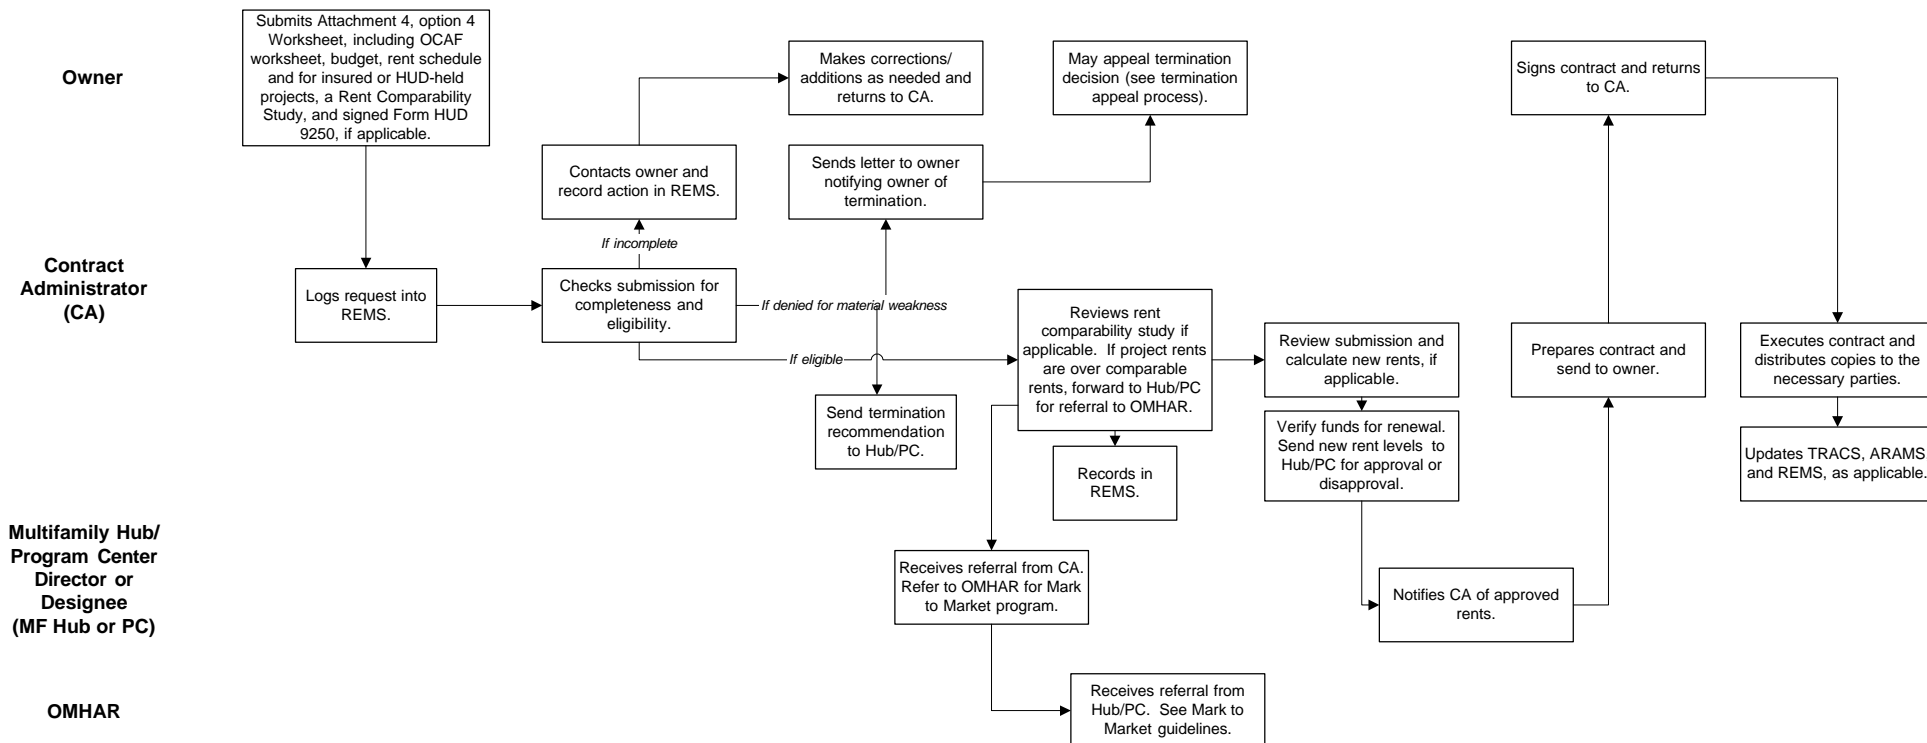 Owner
Submits Attachment 4, option 4
Worksheet, including OCAF
worksheet, budget, rent schedule
and for insured or HUD-held
projects, a Rent Comparability
Study, and signed Form HUD
9250, if applicable.
Makes corrections/
additions as needed and
returns to CA.
May appeal termination
decision (see termination
appeal process).
Signs contract and returns
to CA.
Contacts owner and
record action in REMS.
Sends letter to owner
notifying owner of
termination.
If incomplete
Contract
Administrator
(CA)
Logs request into
REMS.
Checks submission for
completeness and
eligibility.
If denied for material weakness
If eligible
Reviews rent
comparability study if
applicable. If project rents
are over comparable
rents, forward to Hub/PC
for referral to OMHAR.
Review submission and
calculate new rents, if
applicable.
Prepares contract and
send to owner.
Executes contract and
distributes copies to the
necessary parties.
Send termination
recommendation
to Hub/PC.
Records in
REMS.
Verify funds for renewal.
Send new rent levels to
Hub/PC for approval or
disapproval.
Updates TRACS, ARAMS,
and REMS, as applicable.
Multifamily Hub/
Program Center
Director or
Designee
(MF Hub or PC)
Receives referral from CA.
Refer to OMHAR for Mark
to Market program.
Notifies CA of approved
rents.
OMHAR
Receives referral from
Hub/PC. See Mark to
Market guidelines.